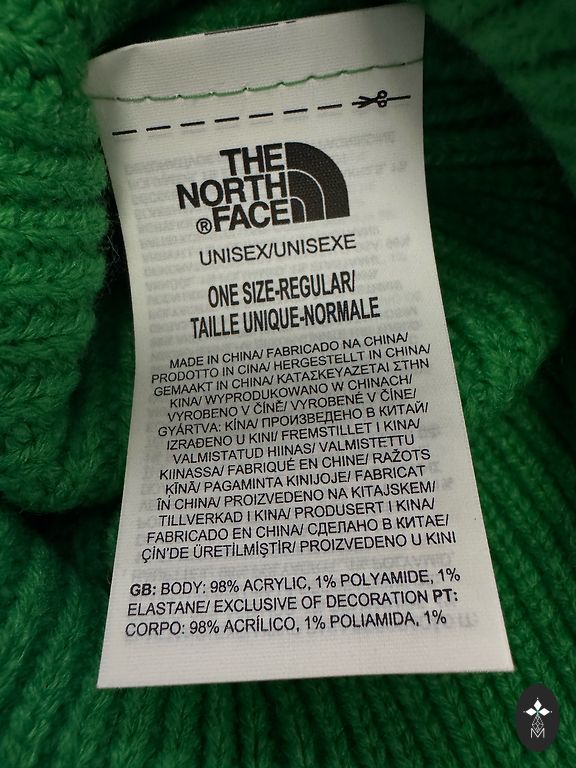 THE
NORTH
®FACE
UNISEX/UNISEXE
ONE SIZE-REGULAR/
TAILLE UNIQUE-NORMALE
MADE IN CHINA/ FABRICADO NA CHINA/
PRODOTTO IN CINA/ HERGESTELLT IN CHINA/
GEMAAKT IN CHINA/ ΚΑΤΑΣΚΕΥΑΖΕΤΑΙ ΣΤΗΝ
ΚΙΝΑ/ WYPRODUKOWANO W CHINACH/
VYROBENO V ČÍNĚ/ VYROBENÉ V ČÍNE/
GYÁRTVA: KÍNA/ ПРОИЗВЕДЕНО В КИТАЙ/
IZRAĐENO U KINI/ FREMSTILLET I KINA/
VALMISTATUD HIINAS/ VALMISTETTU
KIINASSA/ FABRIQUÉ EN CHINE/ RAŽOTS
ĶĪNĀ/ PAGAMINTA KINIJOJE/ FABRICAT
ÎN CHINA/ PROIZVEDENO NA KITAJSKEM/
TILLVERKAD I KINA/ PRODUSERT I KINA/
FABRICADO EN CHINA/ СДЕЛАНО В КИТАЕ/
ÇİN'DE ÜRETİLMİŞTİR/ PROIZVEDENO U KINI
GB: BODY: 98% ACRYLIC, 1% POLYAMIDE, 1%
ELASTANE/ EXCLUSIVE OF DECORATION PT:
CORPO: 98% ACRÍLICO, 1% POLIAMIDA, 1%
M